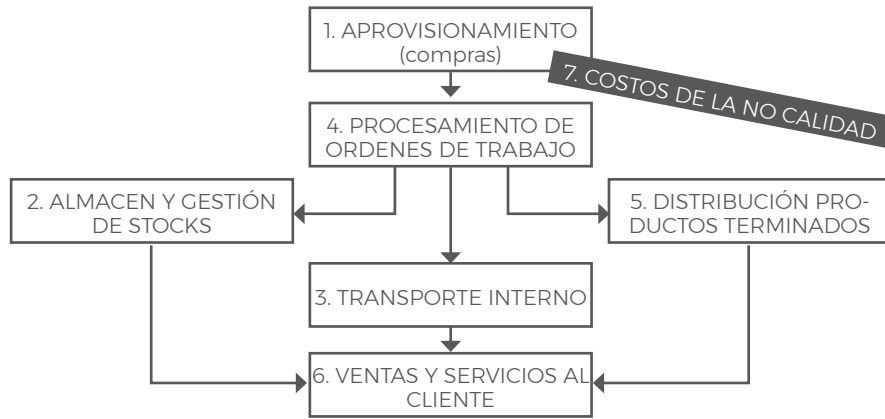 1. APROVISIONAMIENTO
(compras)
7. COSTOS DE LA NO CALIDAD
4. PROCESAMIENTO DE
ORDENES DE TRABAJO
2. ALMACEN Y GESTIÓN
DE STOCKS
5. DISTRIBUCIÓN PRO-
DUCTOS TERMINADOS
3. TRANSPORTE INTERNO
6. VENTAS Y SERVICIOS AL
CLIENTE